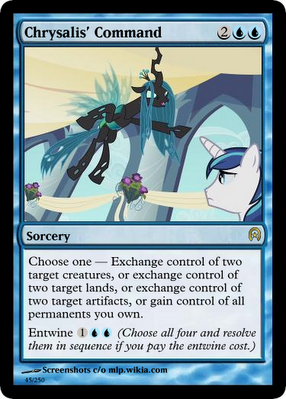 Chrysalis' Command 2
Sorcery
Choose one — Exchange control of two
target creatures, or exchange control of
two target lands, or exchange control of
two target artifacts, or gain control of all
permanents you own.
Entwine 1 (Choose all four and resolve
them in sequence if you pay the entwine cost.)
Screenshots c/o mlp.wikia.com
45/250